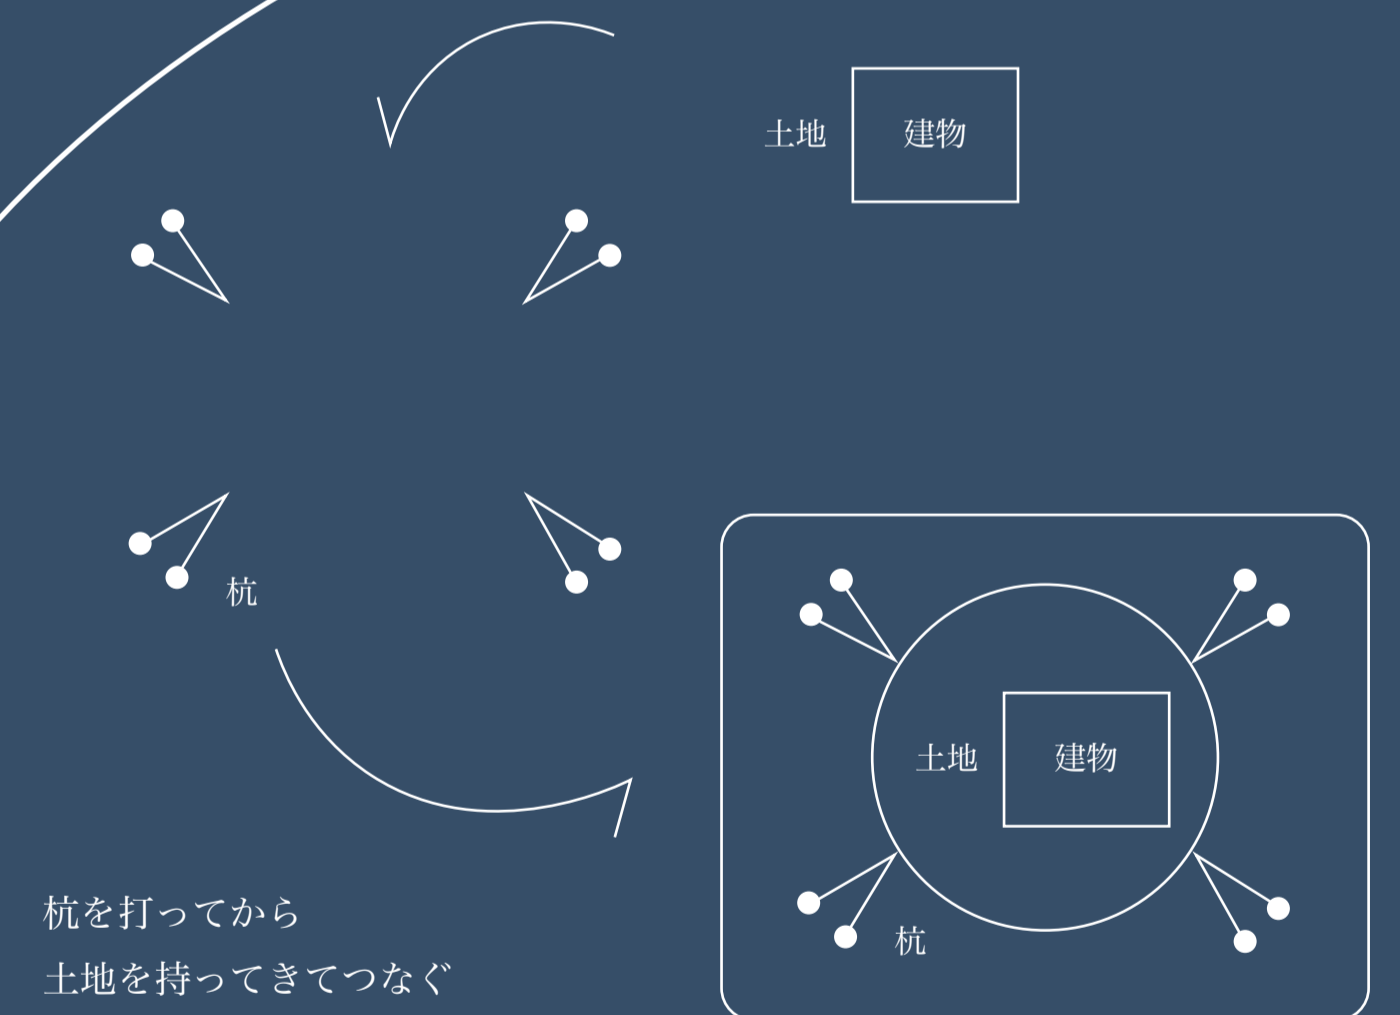 土地
建物
杭
土地
建物
杭
杭を打ってから
土地を持ってきてつなぐ